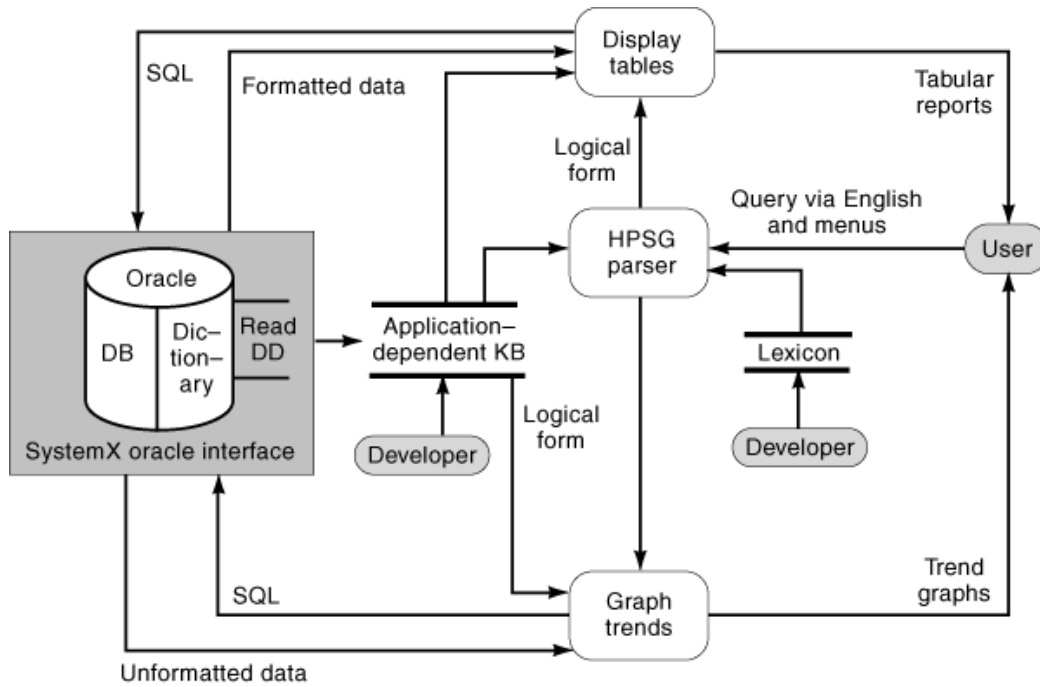 Display
tables
SQL
Formatted data
Tabular
reports
Logical
form
Query via English
and menus
HPSG
parser
User
Oracle
DB
Dic–
tion–
ary
Read
DD
SystemX oracle interface
Application–
dependent KB
Lexicon
Logical
form
Developer
Developer
SQL
Graph
trends
Trend
graphs
Unformatted data